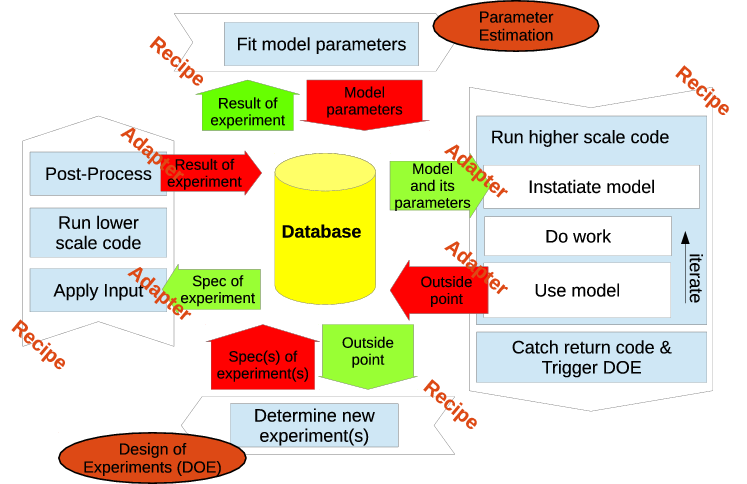 Parameter
Estimation
Fit model parameters
Recipe
Recipe
Result of
experiment
Model
parameters
Run higher scale code
Adapter
Adapter
Post-Process
Result of
experiment
Model
and its
parameters
Instatiate model
Run lower
scale code
Database
Do work
iterate
Adapter
Adapter
Apply Input
Spec of
experiment
Outside
point
Use model
Recipe
Spec(s) of
experiment(s)
Outside
point
Catch return code &
Trigger DOE
Recipe
Determine new
experiment(s)
Design of
Experiments (DOE)